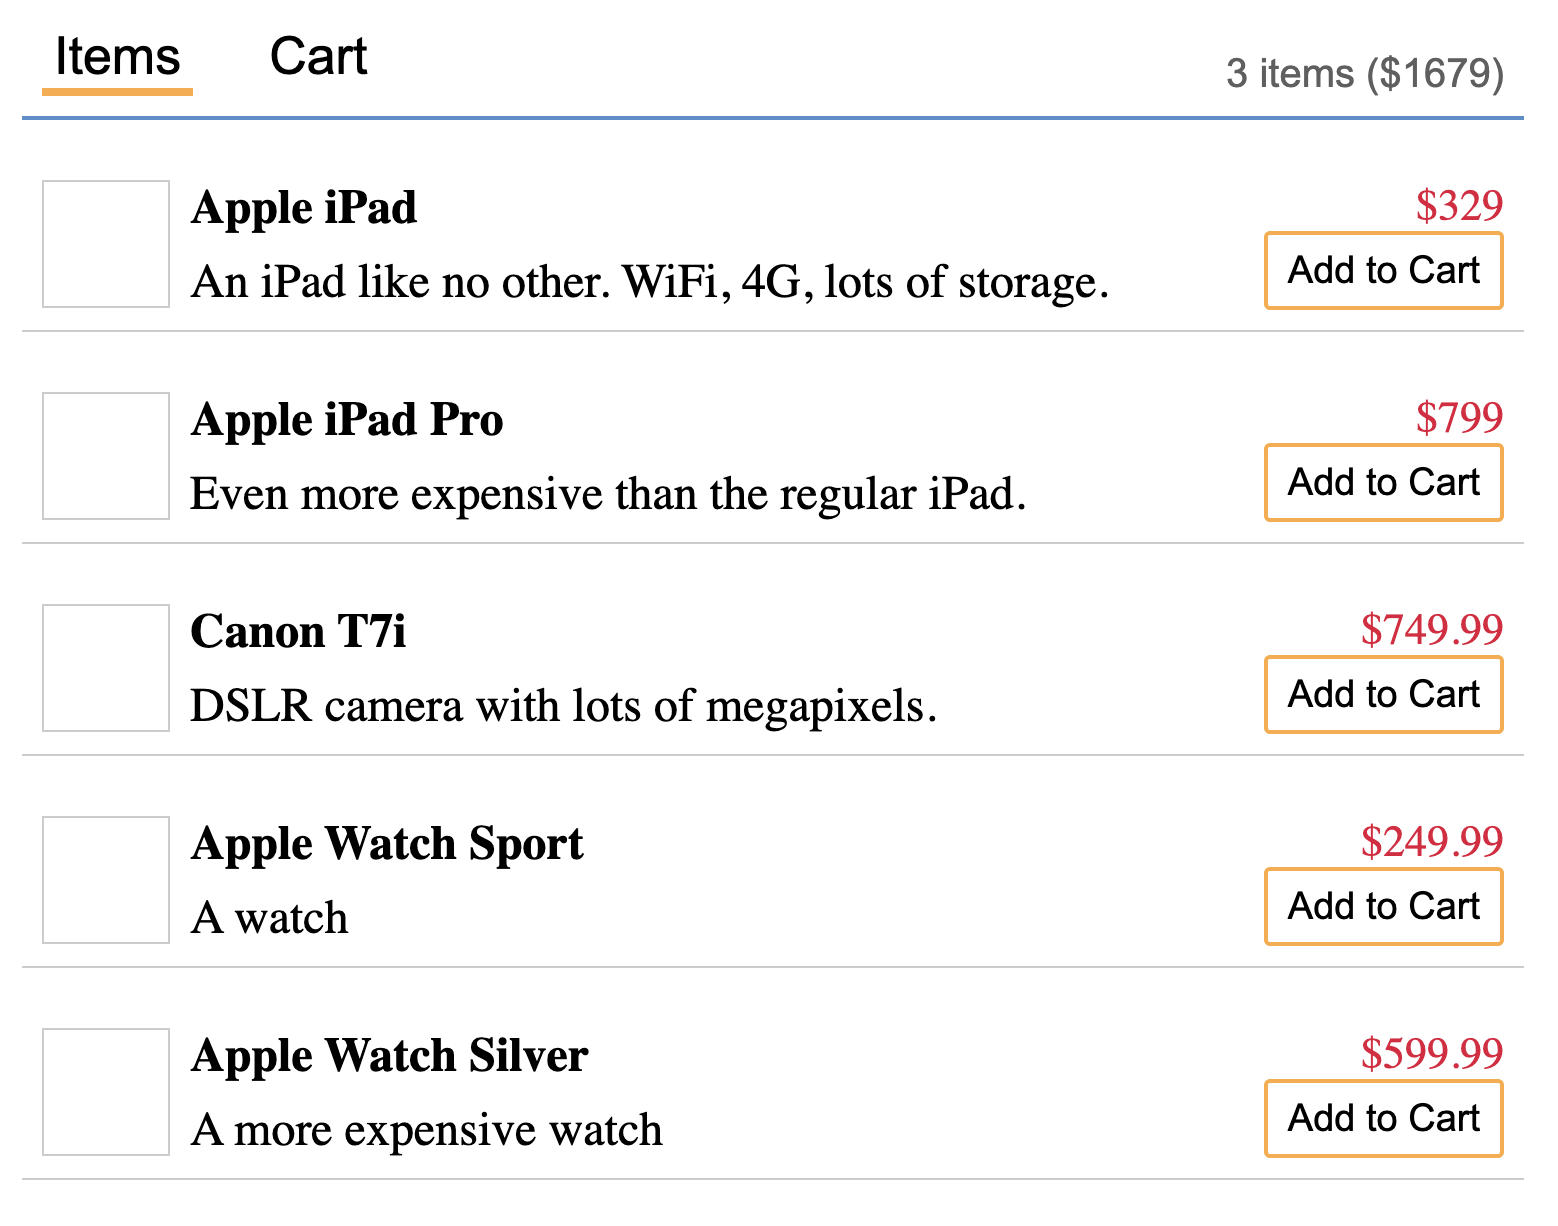 Items Cart 3 items ($1679)
Apple iPad $329
An iPad like no other. WiFi, 4G, lots of storage. Add to Cart
Apple iPad Pro $799
Even more expensive than the regular iPad. Add to Cart
Canon T7i $749.99
DSLR camera with lots of megapixels. Add to Cart
Apple Watch Sport $249.99
A watch Add to Cart
Apple Watch Silver $599.99
A more expensive watch Add to Cart